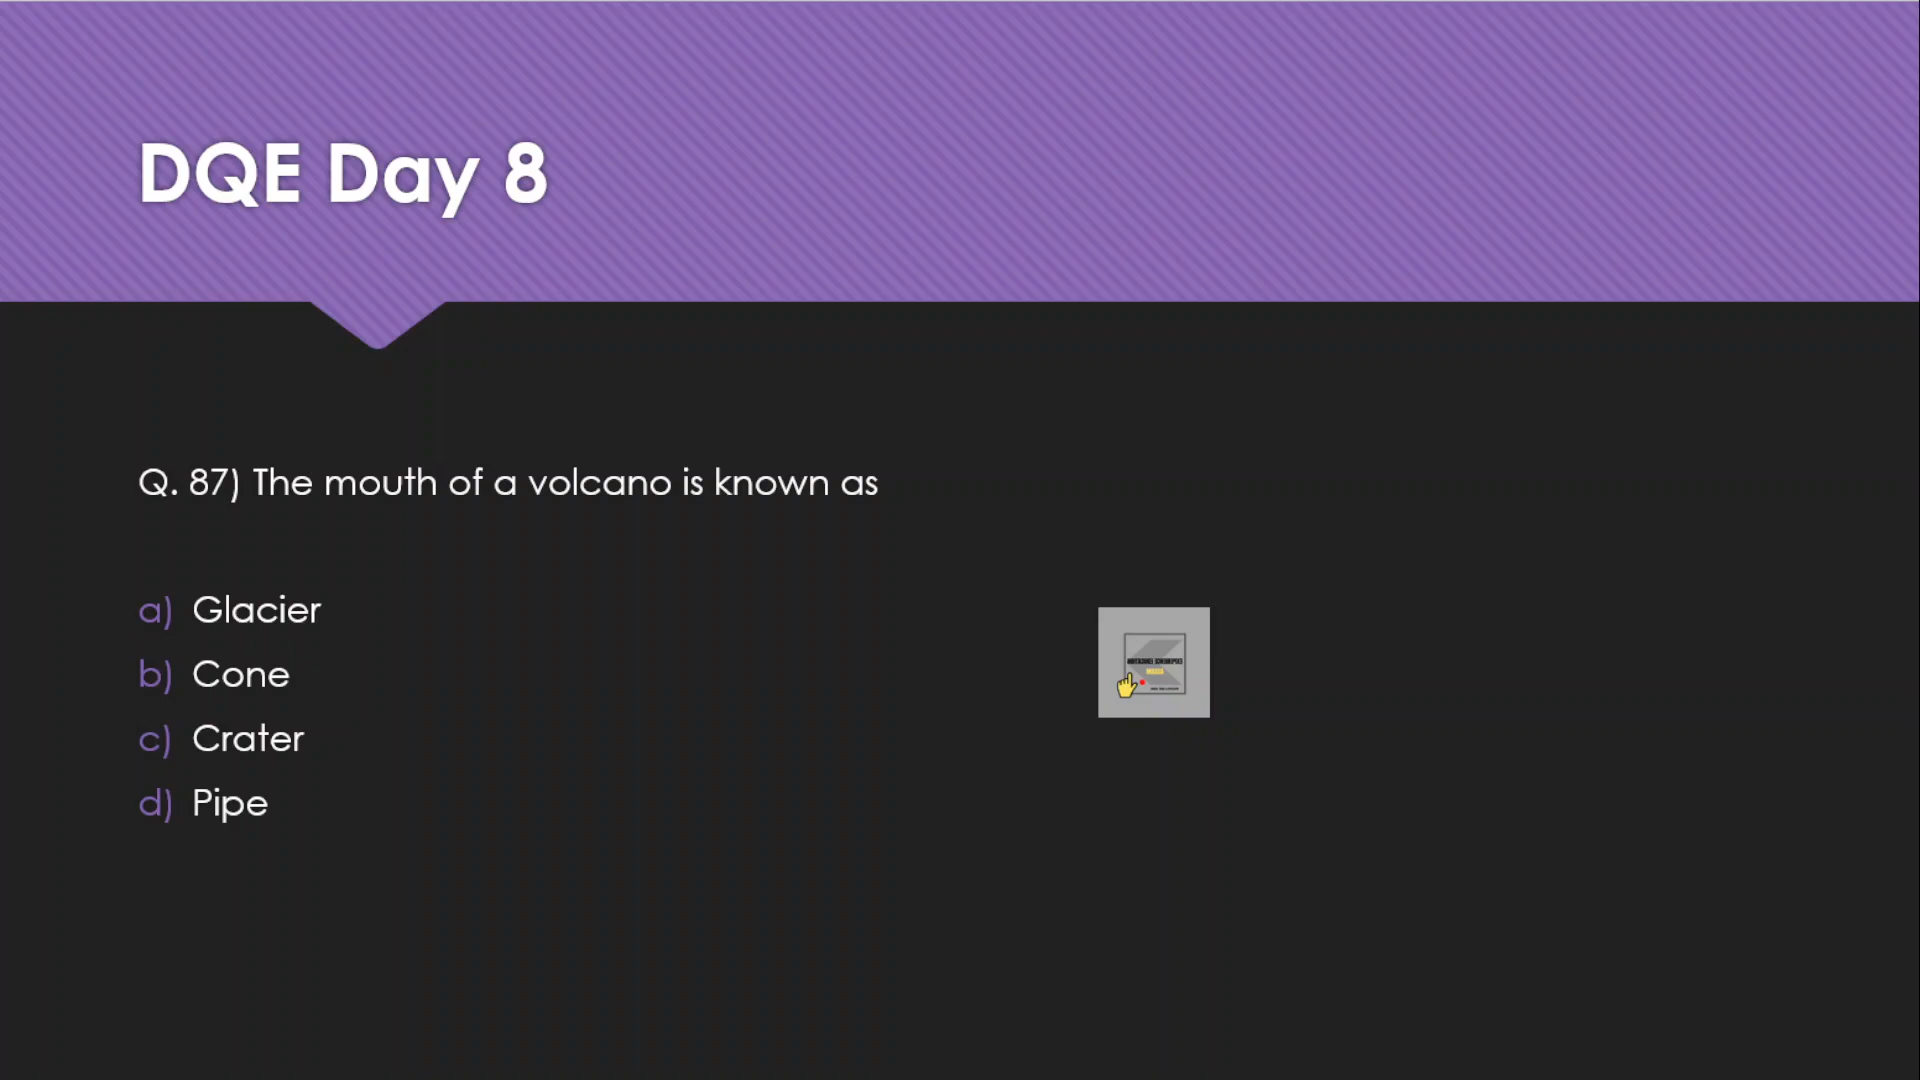 DQE Day 8
Q. 87) The mouth of a volcano is known as
a) Glacier
b) Cone
c) Crater
d) Pipe